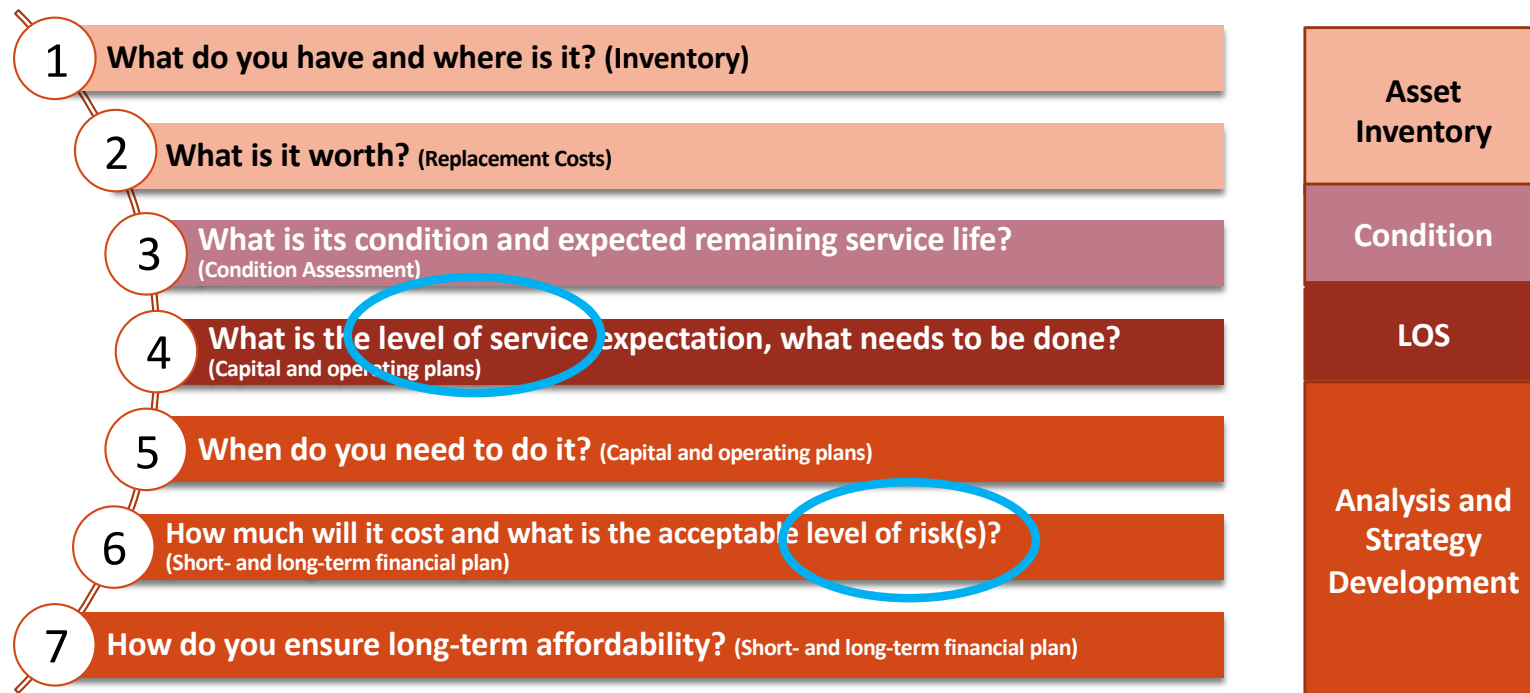 1
What do you have and where is it? (Inventory)
2
What is it worth? (Replacement Costs)
3
What is its condition and expected remaining service life?
(Condition Assessment)
4
What is the level of service expectation, what needs to be done?
(Capital and operating plans)
5
When do you need to do it? (Capital and operating plans)
6
How much will it cost and what is the acceptable level of risk(s)?
(Short- and long-term financial plan)
7
How do you ensure long-term affordability? (Short- and long-term financial plan)
Asset
Inventory
Condition
LOS
Analysis and
Strategy
Development